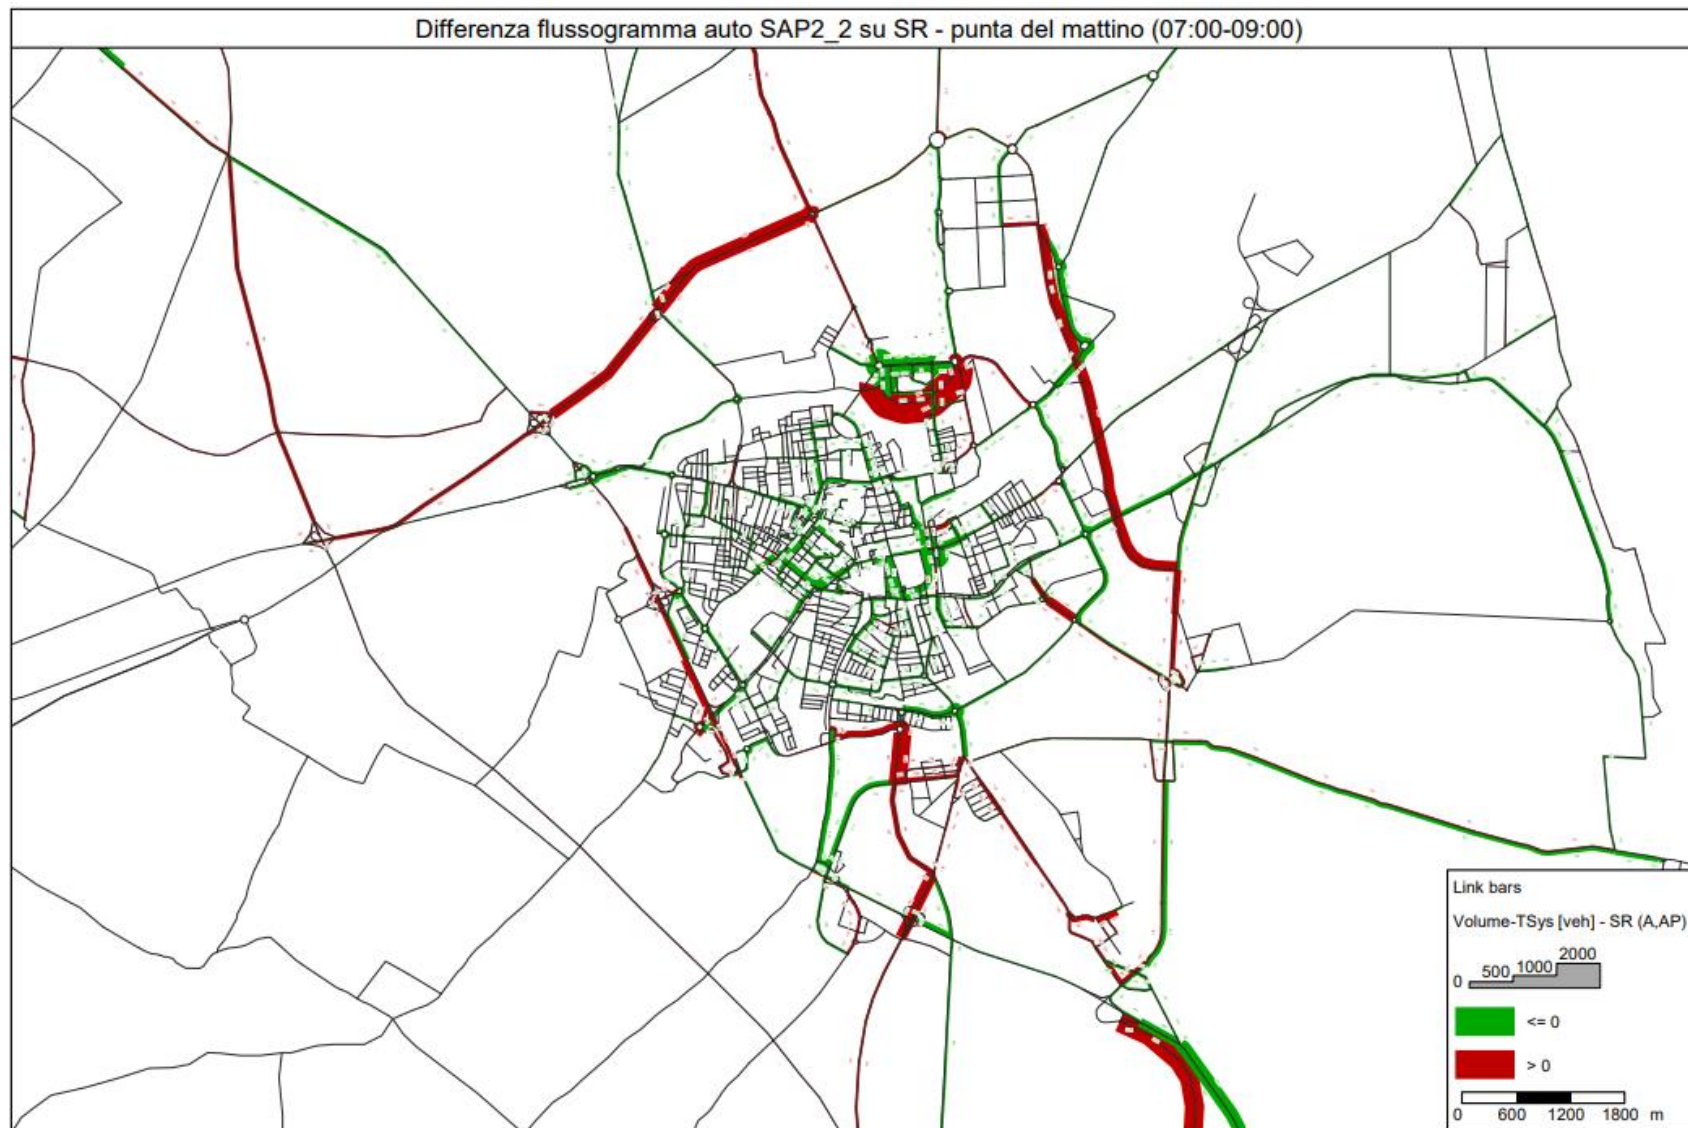 Differenza flussogramma auto SAP2_2 su SR - punta del mattino (07:00-09:00)
Link bars
Volume-TSys [veh] - SR (A,AP)
0 500 1000 2000
<= 0
> 0
0 600 1200 1800 m